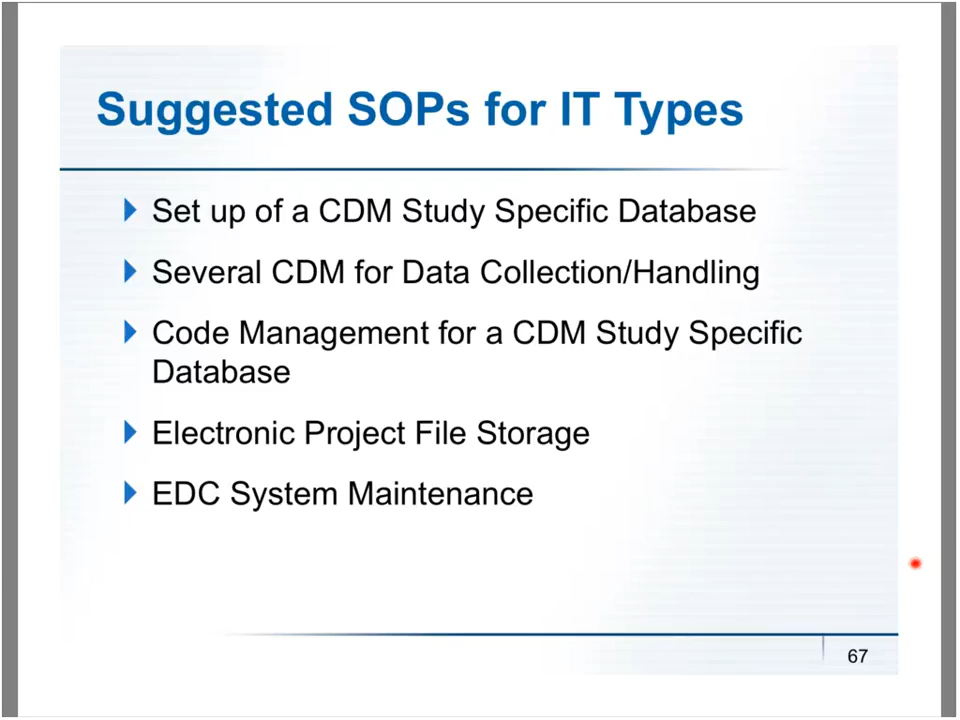 Suggested SOPs for IT Types
Set up of a CDM Study Specific Database
Several CDM for Data Collection/Handling
Code Management for a CDM Study Specific
Database
Electronic Project File Storage
EDC System Maintenance
67